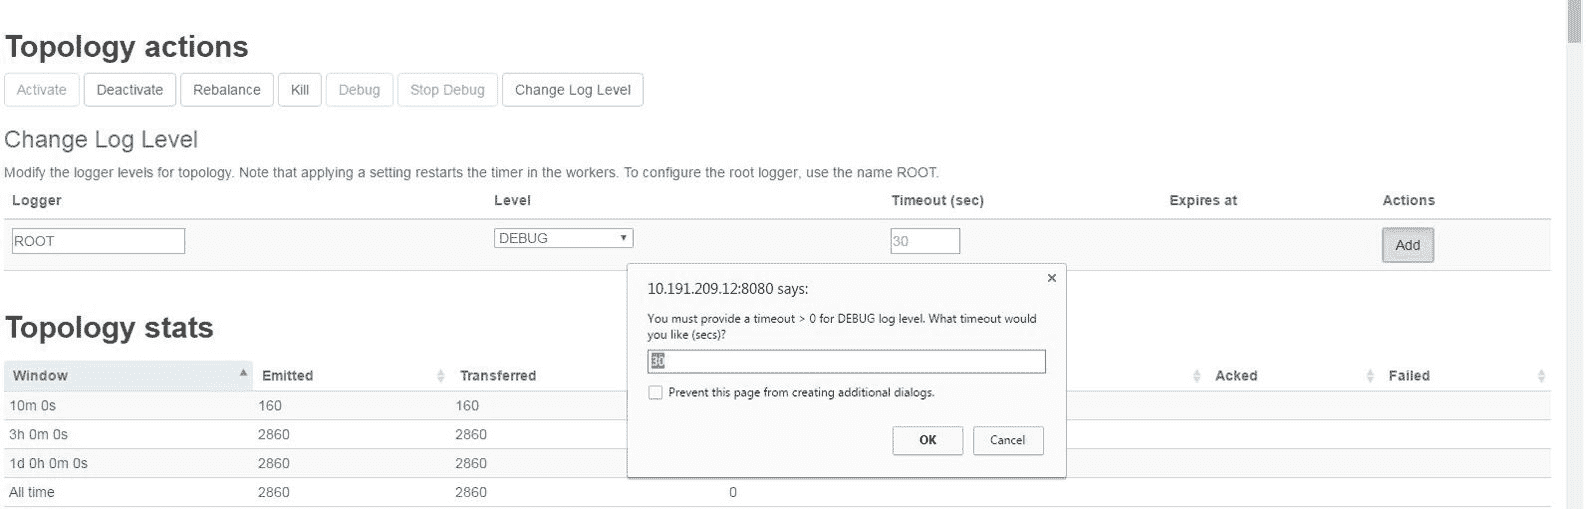 Topology actions
Activate Deactivate Rebalance Kill Debug Stop Debug Change Log Level
Change Log Level
Modify the logger levels for topology. Note that applying a setting restarts the timer in the workers. To configure the root logger, use the name ROOT.
Logger Level Timeout (sec) Expires at Actions
ROOT DEBUG 30 Add
10.191.209.12:8080 says:
You must provide a timeout > 0 for DEBUG log level. What timeout would
you like (secs)?
30
Prevent this page from creating additional dialogs.
OK Cancel
Topology stats
Window Emitted Transferred Acked Failed
10m 0s 160 160
3h 0m 0s 2860 2860
1d 0h 0m 0s 2860 2860
All time 2860 2860 0